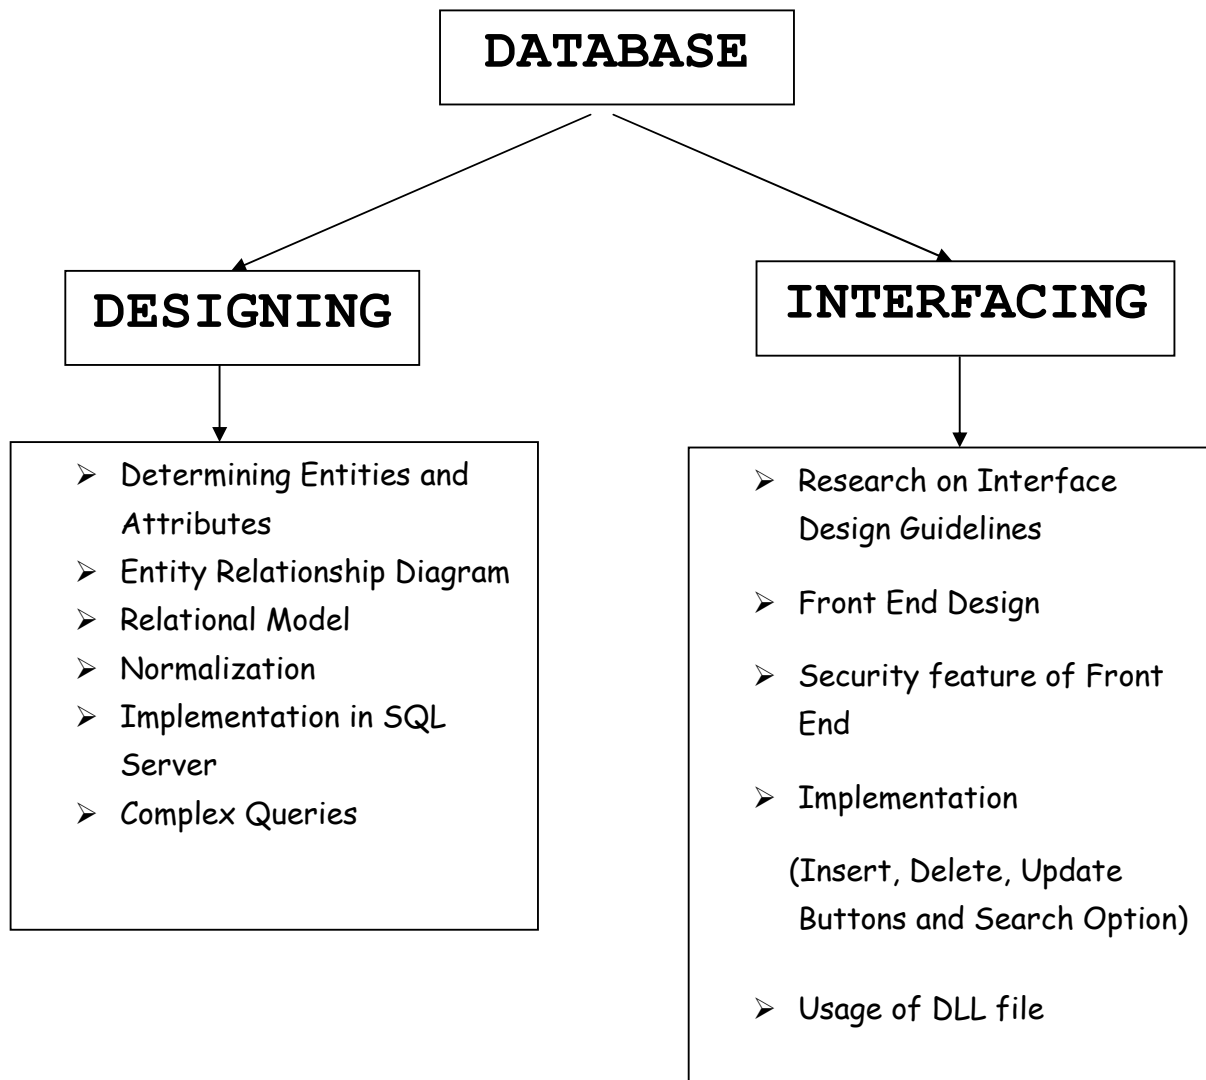 DATABASE
DESIGNING
➢ Determining Entities and
Attributes
➢ Entity Relationship Diagram
➢ Relational Model
➢ Normalization
➢ Implementation in SQL
Server
➢ Complex Queries
INTERFACING
➢ Research on Interface
Design Guidelines
➢ Front End Design
➢ Security feature of Front
End
➢ Implementation
(Insert, Delete, Update
Buttons and Search Option)
➢ Usage of DLL file